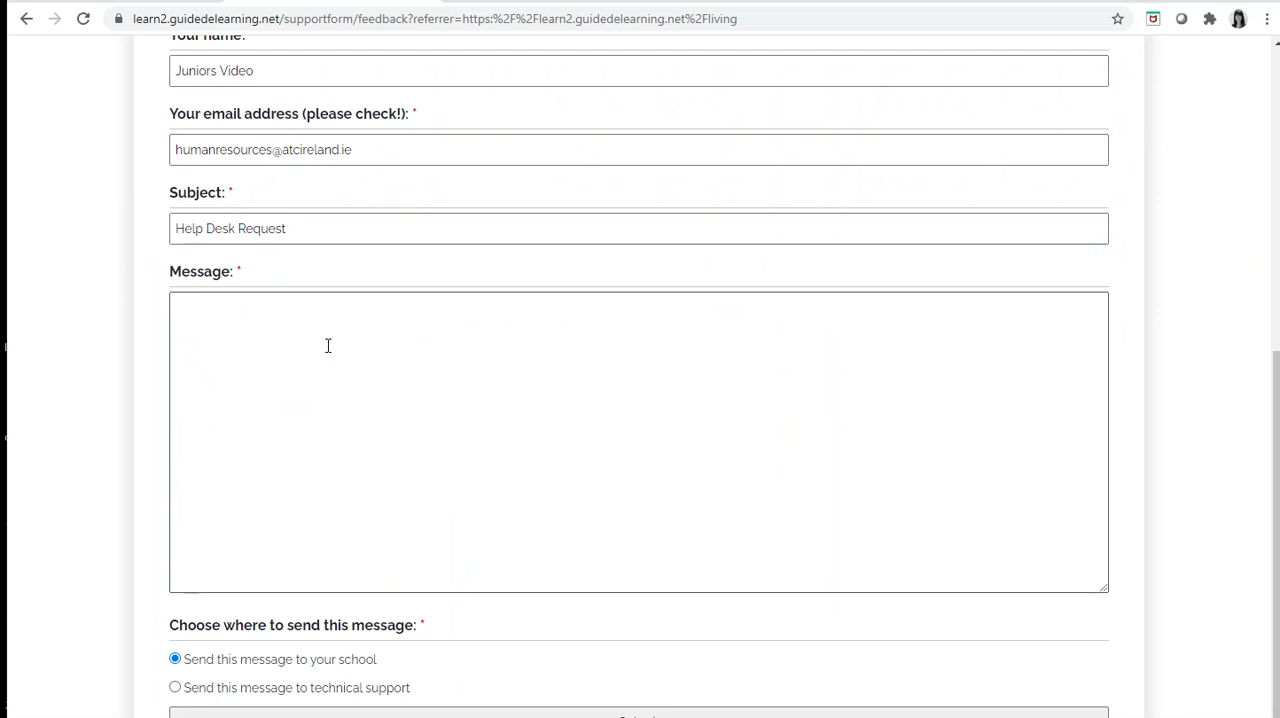 learn2.guidedelearning.net/supportform/feedback?referrer=https:%2F%2Flearn2.guidedelearning.net%2Fliving
Your name:
Juniors Video
Your email address (please check!): *
humanresources@atcireland.ie
Subject: *
Help Desk Request
Message: *
Choose where to send this message: *
Send this message to your school
Send this message to technical support